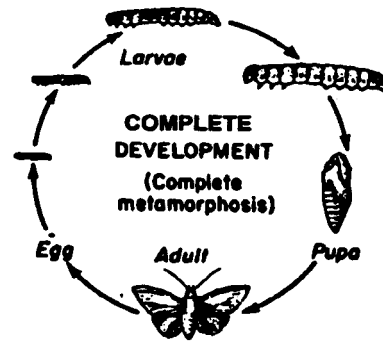 Larvae
COMPLETE
DEVELOPMENT
(Complete
metamorphosis)
Egg
Adult
Pupa